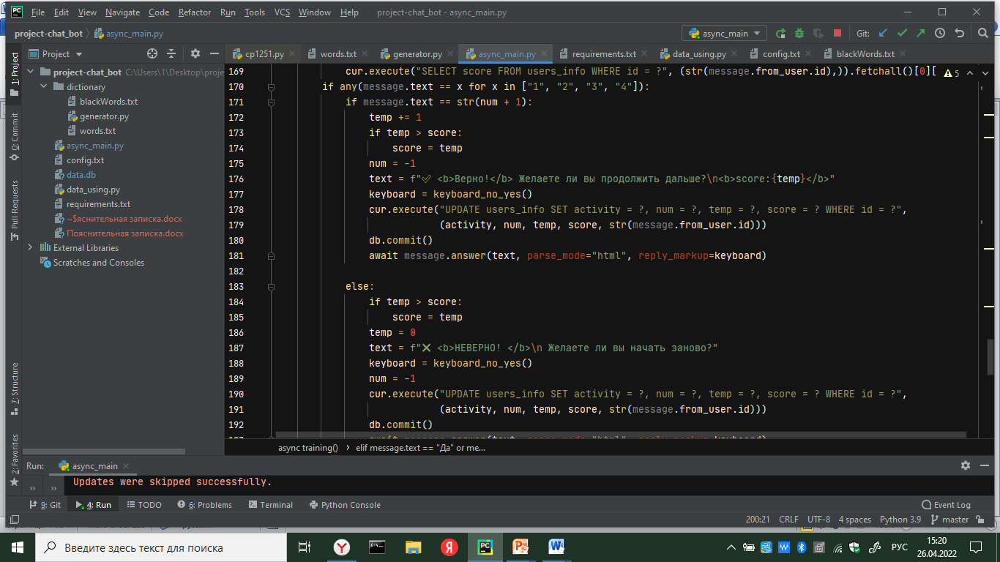 File Edit View Navigate Code Refactor Run Tools VCS Window Help project-chat_bot - async_main.py
project-chat_bot async_main.py async_main Git:
Project cp1251.py words.txt generator.py async_main.py requirements.txt data_using.py config.txt blackWords.txt
1: Project
0: Commit
Pull Requests
7: Structure
2: Favorites
project-chat_bot C:\Users\1\Desktop\proje
dictionary
blackWords.txt
generator.py
words.txt
async_main.py
config.txt
data.db
data_using.py
requirements.txt
~$яснительная записка.docx
Пояснительная записка.docx
External Libraries
Scratches and Consoles
169 cur.execute("SELECT score FROM users_info WHERE id = ?", (str(message.from_user.id),)).fetchall()[0][ 5
170 if any(message.text == x for x in ["1", "2", "3", "4"]):
171 if message.text == str(num + 1):
172 temp += 1
173 if temp > score:
174 score = temp
175 num = -1
176 text = f"✅ <b>Верно!</b> Желаете ли вы продолжить дальше?\n<b>score:{temp}</b>"
177 keyboard = keyboard_no_yes()
178 cur.execute("UPDATE users_info SET activity = ?, num = ?, temp = ?, score = ? WHERE id = ?",
179 (activity, num, temp, score, str(message.from_user.id)))
180 db.commit()
181 await message.answer(text, parse_mode="html", reply_markup=keyboard)
182
183 else:
184 if temp > score:
185 score = temp
186 temp = 0
187 text = f"❌ <b>НЕВЕРНО! </b>\n Желаете ли вы начать заново?"
188 keyboard = keyboard_no_yes()
189 num = -1
190 cur.execute("UPDATE users_info SET activity = ?, num = ?, temp = ?, score = ? WHERE id = ?",
191 (activity, num, temp, score, str(message.from_user.id)))
192 db.commit()
async training() elif message.text == "Да" or me...
Run: async_main
Updates were skipped successfully.
9: Git 4: Run TODO 6: Problems Terminal Python Console Event Log
200:21 CRLF UTF-8 4 spaces Python 3.9 master
Введите здесь текст для поиска
РУС
15:20
26.04.2022